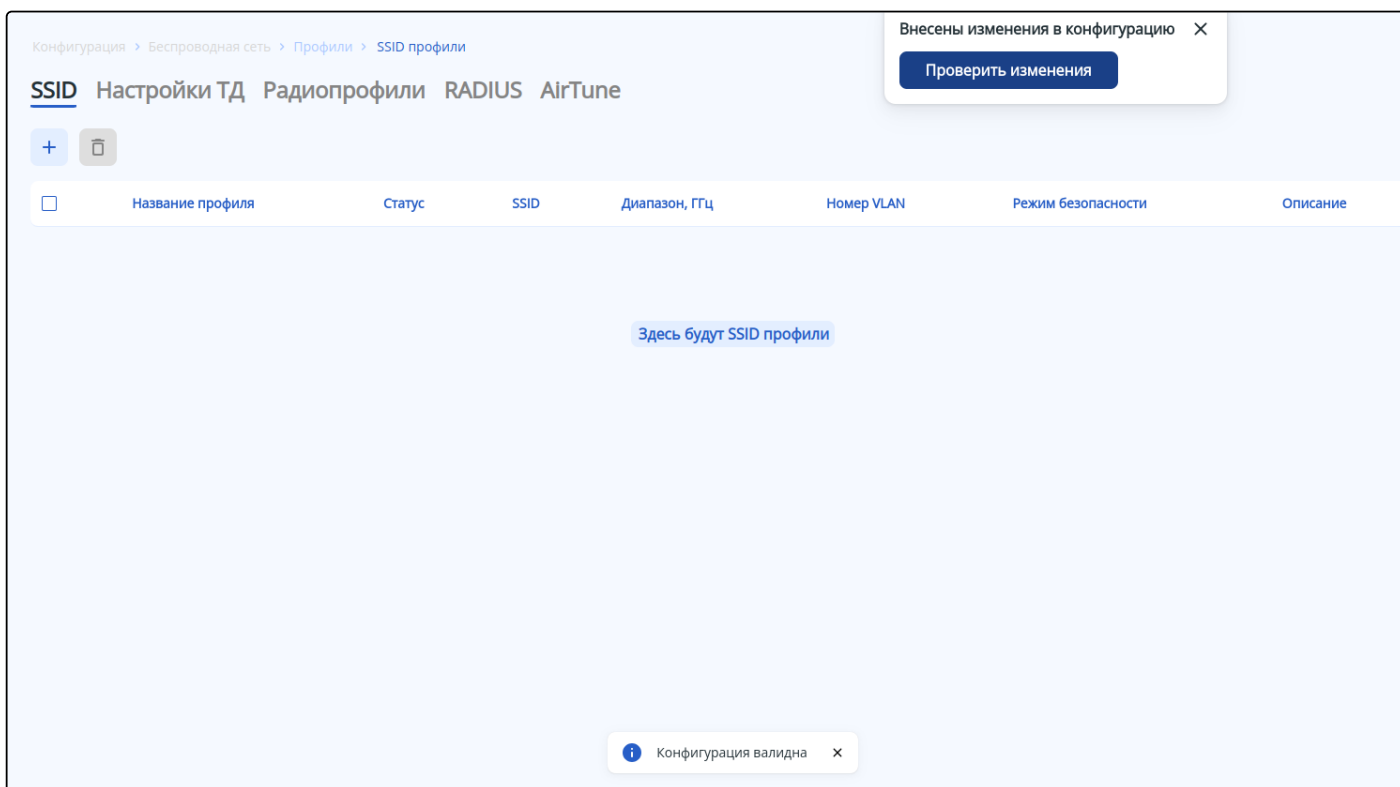 Внесены изменения в конфигурацию
Проверить изменения
Конфигурация > Беспроводная сеть > Профили > SSID профили
SSID Настройки ТД Радиопрофили RADIUS AirTune
Название профиля Статус SSID Диапазон, ГГц Номер VLAN Режим безопасности Описание
Здесь будут SSID профили
Конфигурация валидна